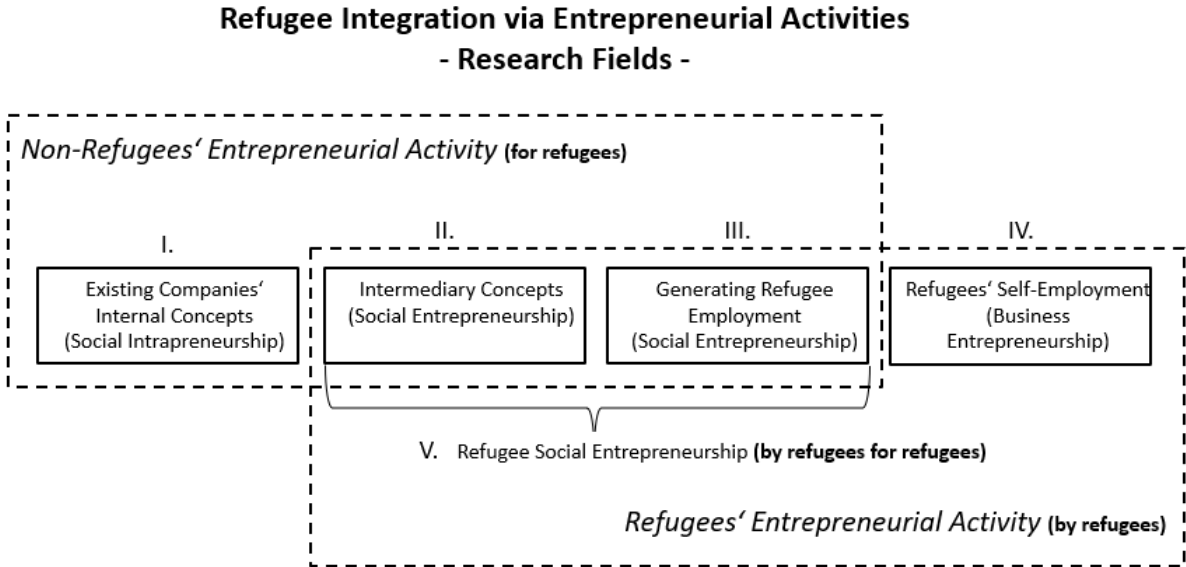 Refugee Integration via Entrepreneurial Activities
- Research Fields -
Non-Refugees‘ Entrepreneurial Activity (for refugees)
I.
II.
III.
IV.
Existing Companies‘
Internal Concepts
(Social Intrapreneurship)
Intermediary Concepts
(Social Entrepreneurship)
Generating Refugee
Employment
(Social Entrepreneurship)
Refugees‘ Self-Employment
(Business
Entrepreneurship)
V. Refugee Social Entrepreneurship (by refugees for refugees)
Refugees‘ Entrepreneurial Activity (by refugees)